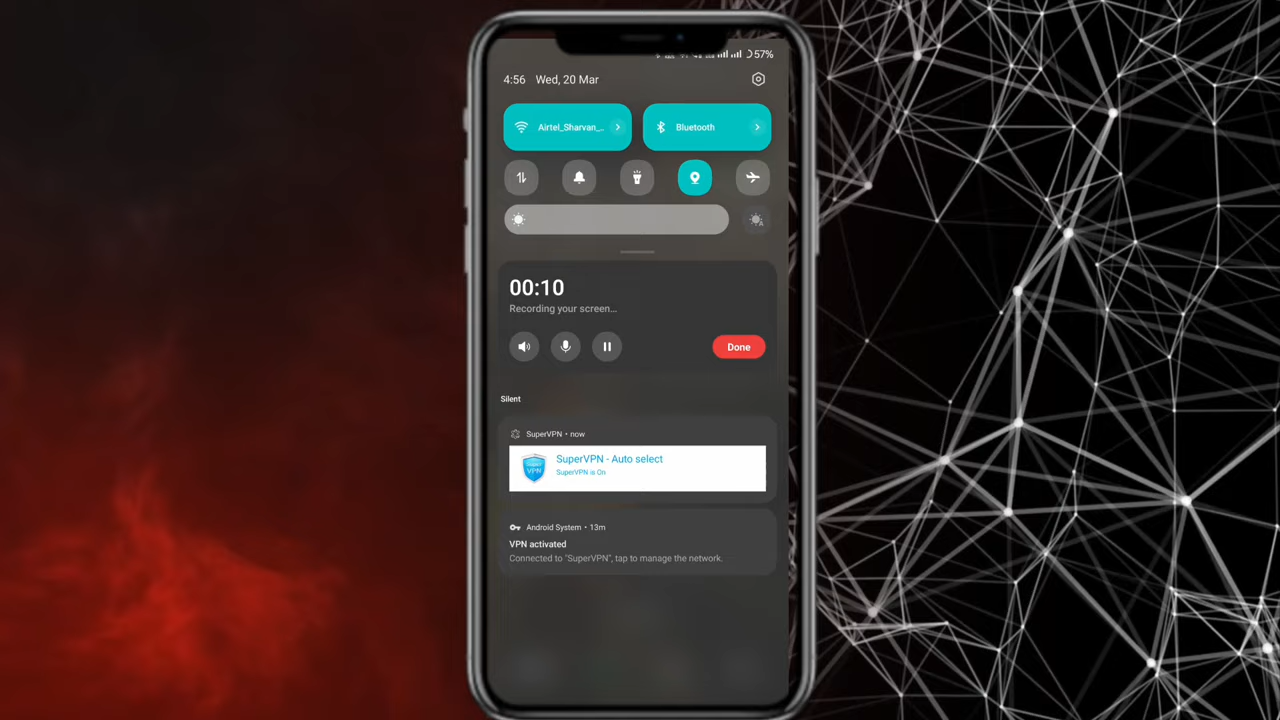 57%
4:56 Wed, 20 Mar
Airtel_Sharvan_... Bluetooth
00:10
Recording your screen...
Done
Silent
SuperVPN • now
SuperVPN - Auto select
SuperVPN is On
Android System • 13m
VPN activated
Connected to "SuperVPN", tap to manage the network.